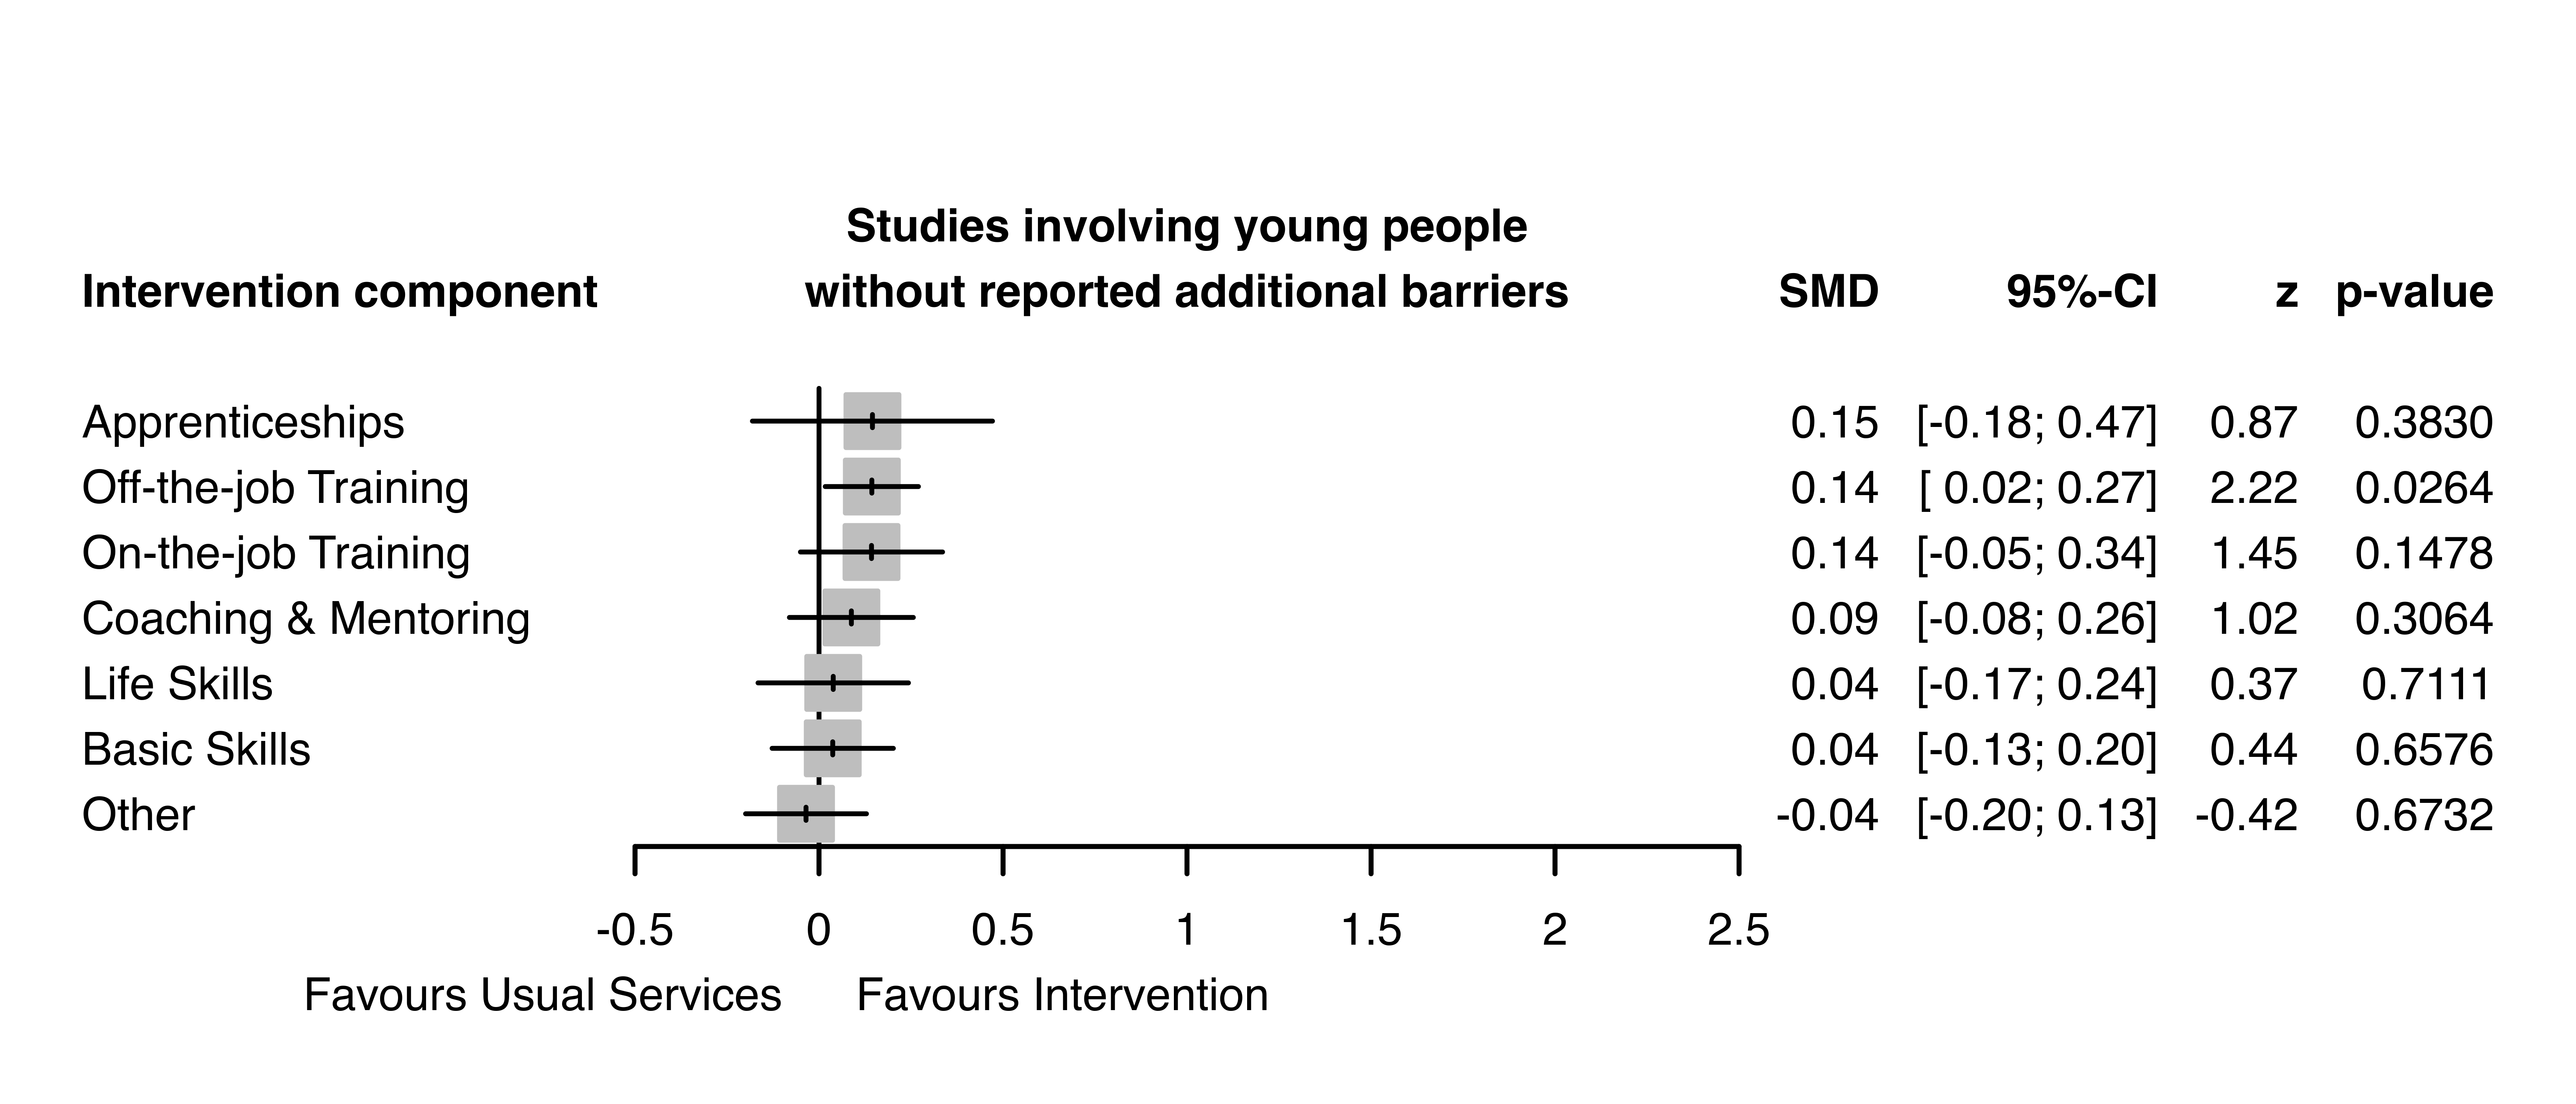 Studies involving young people
Intervention component without reported additional barriers SMD 95%-CI z p-value
Apprenticeships 0.15 [-0.18; 0.47] 0.87 0.3830
Off-the-job Training 0.14 [ 0.02; 0.27] 2.22 0.0264
On-the-job Training 0.14 [-0.05; 0.34] 1.45 0.1478
Coaching & Mentoring 0.09 [-0.08; 0.26] 1.02 0.3064
Life Skills 0.04 [-0.17; 0.24] 0.37 0.7111
Basic Skills 0.04 [-0.13; 0.20] 0.44 0.6576
Other -0.04 [-0.20; 0.13] -0.42 0.6732
-0.5 0 0.5 1 1.5 2 2.5
Favours Usual Services Favours Intervention